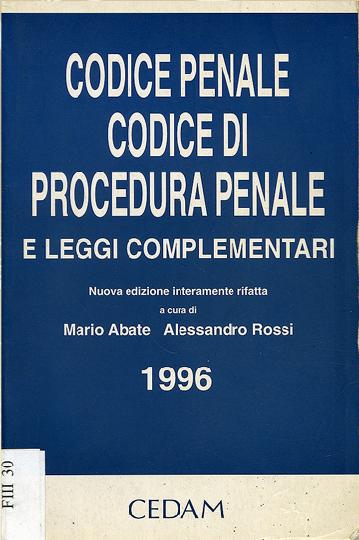 CODICE PENALE
CODICE DI
PROCEDURA PENALE
E LEGGI COMPLEMENTARI
Nuova edizione interamente rifatta
a cura di
Mario Abate Alessandro Rossi
1996
FIII 30
CEDAM